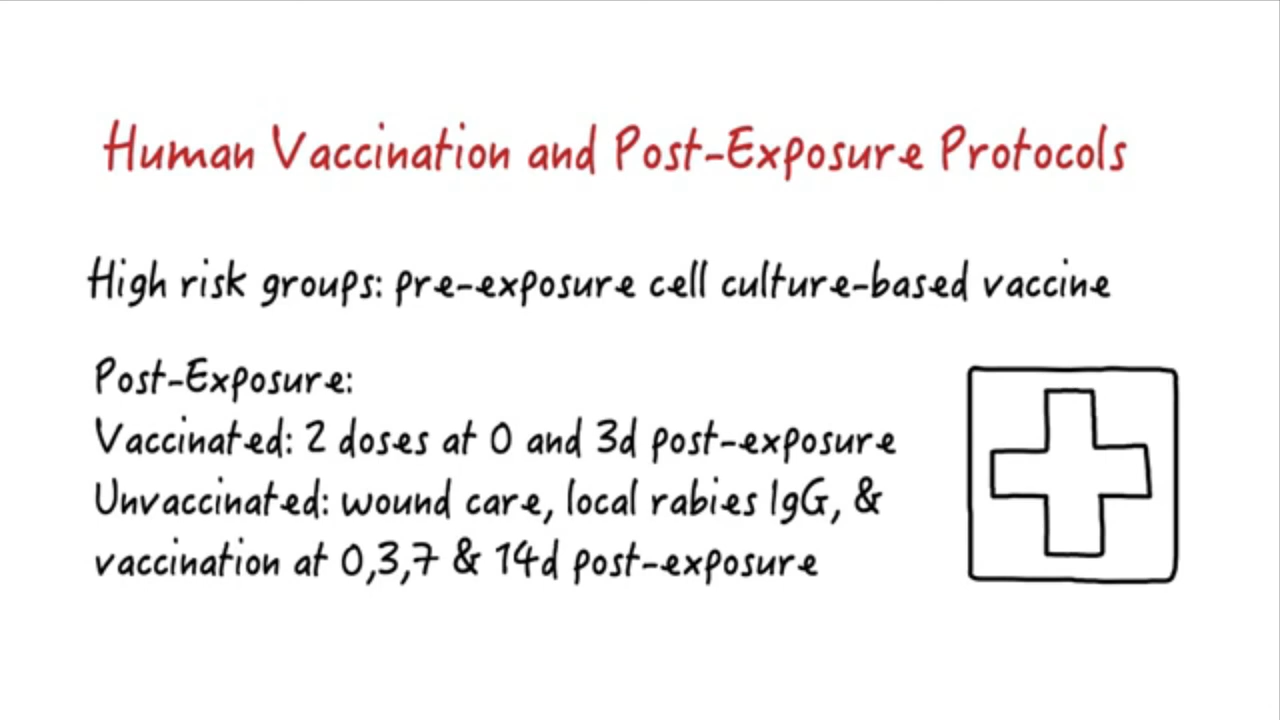 Human Vaccination and Post-Exposure Protocols
High risk groups: pre-exposure cell culture-based vaccine
Post-Exposure:
Vaccinated: 2 doses at 0 and 3d post-exposure
Unvaccinated: wound care, local rabies IgG, &
vaccination at 0,3,7 & 14d post-exposure